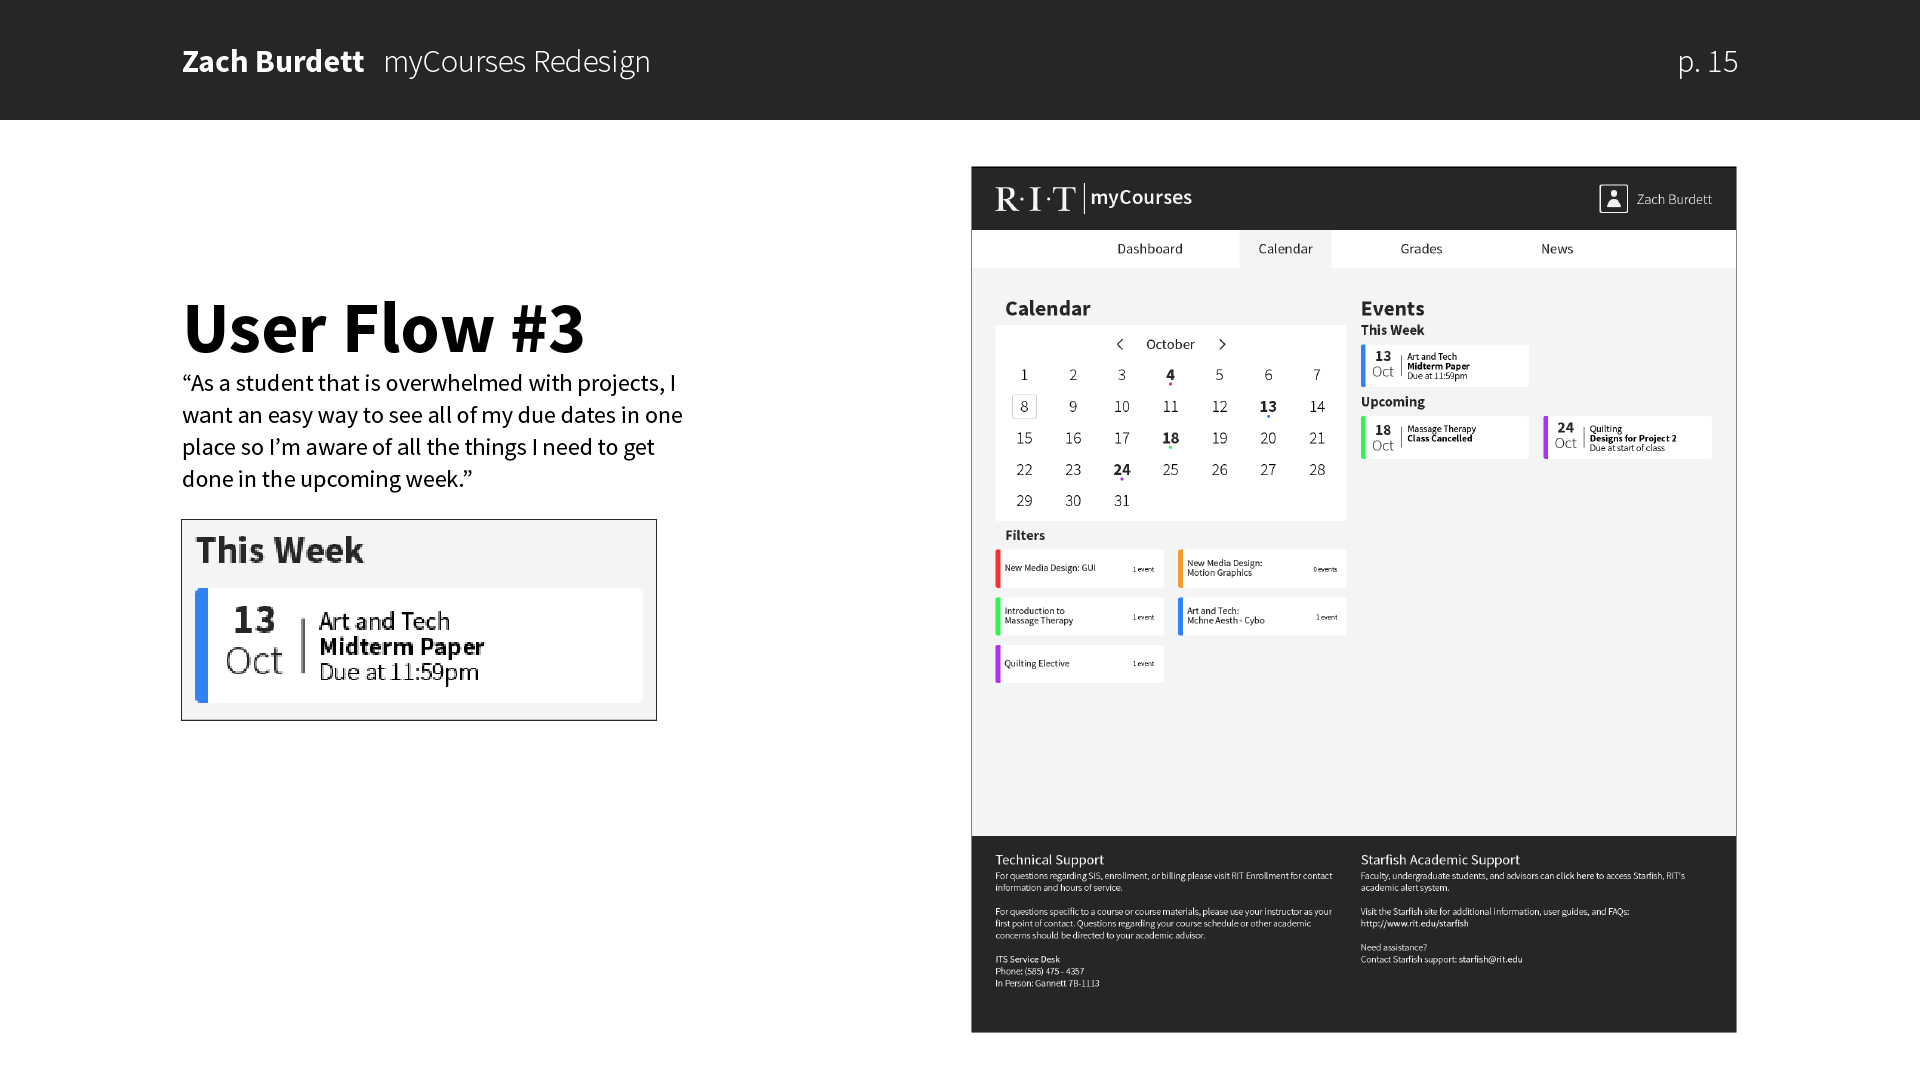 Zach Burdett myCourses Redesign
p. 15
User Flow #3
“As a student that is overwhelmed with projects, I
want an easy way to see all of my due dates in one
place so I’m aware of all the things I need to get
done in the upcoming week.”
This Week
13
Oct
Art and Tech
Midterm Paper
Due at 11:59pm
R·I·T myCourses
Zach Burdett
Dashboard Calendar Grades News
Calendar
< October >
1 2 3 4 5 6 7
8 9 10 11 12 13 14
15 16 17 18 19 20 21
22 23 24 25 26 27 28
29 30 31
Filters
New Media Design: GUI 1 event
New Media Design:
Motion Graphics 0 events
Introduction to
Massage Therapy 1 event
Art and Tech:
Mchne Aesth - Cybo 1 event
Quilting Elective 1 event
Events
This Week
13
Oct
Art and Tech
Midterm Paper
Due at 11:59pm
Upcoming
18
Oct
Massage Therapy
Class Cancelled
24
Oct
Quilting
Designs for Project 2
Due at start of class
Technical Support
For questions regarding SIS, enrollment, or billing please visit RIT Enrollment for contact
information and hours of service.
For questions specific to a course or course materials, please use your instructor as your
first point of contact. Questions regarding your course schedule or other academic
concerns should be directed to your academic advisor.
ITS Service Desk
Phone: (585) 475 - 4357
In Person: Gannett 7B-1113
Starfish Academic Support
Faculty, undergraduate students, and advisors can click here to access Starfish, RIT's
academic alert system.
Visit the Starfish site for additional information, user guides, and FAQs:
http://www.rit.edu/starfish
Need assistance?
Contact Starfish support: starfish@rit.edu